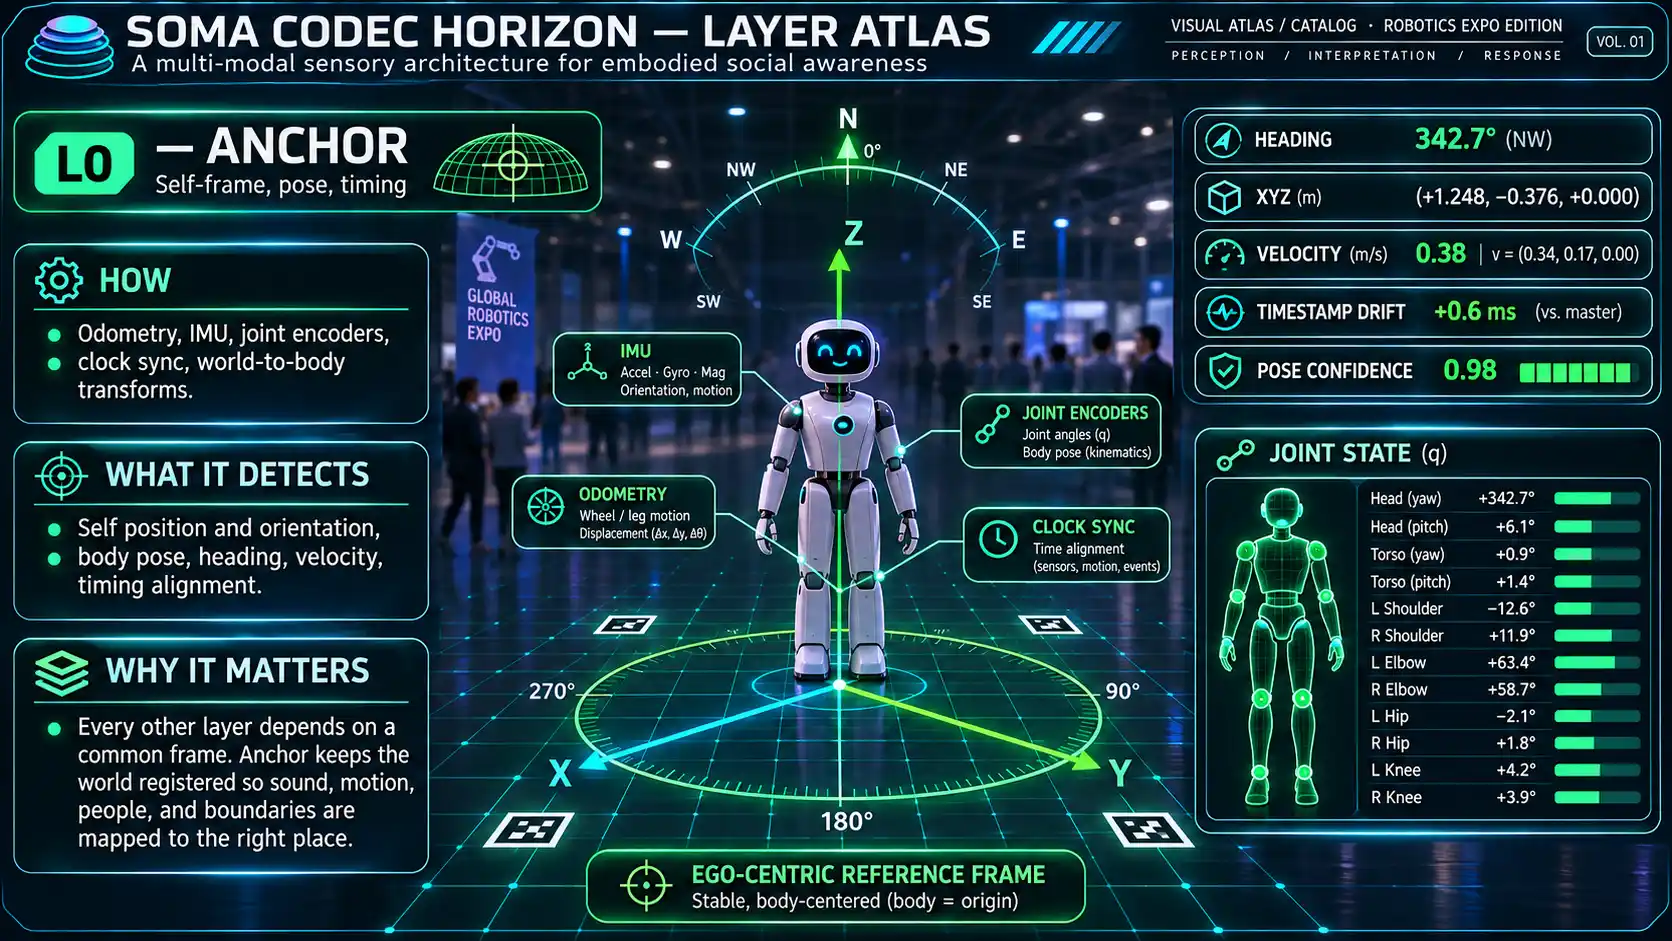 SOMA CODEC HORIZON — LAYER ATLAS
A multi-modal sensory architecture for embodied social awareness
VISUAL ATLAS / CATALOG · ROBOTICS EXPO EDITION
PERCEPTION / INTERPRETATION / RESPONSE
VOL. 01
L0
— ANCHOR
Self-frame, pose, timing
HOW
Odometry, IMU, joint encoders,
clock sync, world-to-body
transforms.
WHAT IT DETECTS
Self position and orientation,
body pose, heading, velocity,
timing alignment.
WHY IT MATTERS
Every other layer depends on a
common frame. Anchor keeps the
world registered so sound, motion,
people, and boundaries are
mapped to the right place.
GLOBAL
ROBOTICS
EXPO
N
0°
NW
NE
W
E
SW
SE
Z
IMU
Accel · Gyro · Mag
Orientation, motion
z
JOINT ENCODERS
Joint angles (q)
Body pose (kinematics)
ODOMETRY
Wheel / leg motion
Displacement (Δx, Δy, Δθ)
CLOCK SYNC
Time alignment
(sensors, motion, events)
270°
90°
X
Y
180°
EGO-CENTRIC REFERENCE FRAME
Stable, body-centered (body = origin)
HEADING 342.7° (NW)
XYZ (m) (+1.248, −0.376, +0.000)
VELOCITY (m/s) 0.38 | v = (0.34, 0.17, 0.00)
TIMESTAMP DRIFT +0.6 ms (vs. master)
POSE CONFIDENCE 0.98
JOINT STATE (q)
Head (yaw) +342.7°
Head (pitch) +6.1°
Torso (yaw) +0.9°
Torso (pitch) +1.4°
L Shoulder −12.6°
R Shoulder +11.9°
L Elbow +63.4°
R Elbow +58.7°
L Hip −2.1°
R Hip +1.8°
L Knee +4.2°
R Knee +3.9°